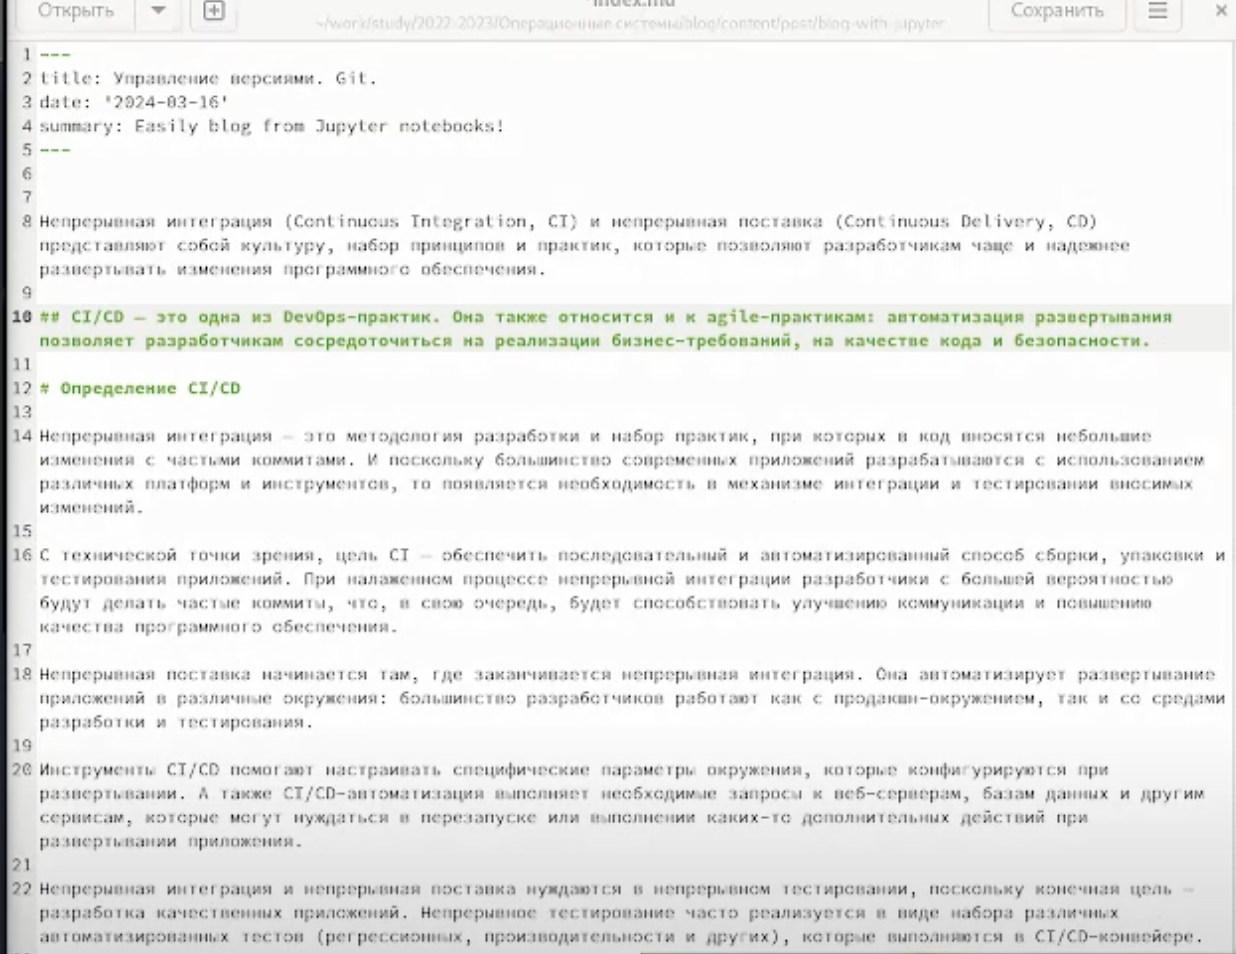 Открыть
*index.md
Сохранить
~/work/study/2022-2023/Операционные системы/blog/content/post/blog-with-jupyter
1 ---
2 title: Управление версиями. Git.
3 date: '2024-03-16'
4 summary: Easily blog from Jupyter notebooks!
5 ---
6
7
8 Непрерывная интеграция (Continuous Integration, CI) и непрерывная поставка (Continuous Delivery, CD)
представляют собой культуру, набор принципов и практик, которые позволяют разработчикам чаще и надежнее
развертывать изменения программного обеспечения.
9
10 ## CI/CD — это одна из DevOps-практик. Она также относится и к agile-практикам: автоматизация развертывания
позволяет разработчикам сосредоточиться на реализации бизнес-требований, на качестве кода и безопасности.
11
12 # Определение CI/CD
13
14 Непрерывная интеграция — это методология разработки и набор практик, при которых в код вносятся небольшие
изменения с частыми коммитами. И поскольку большинство современных приложений разрабатываются с использованием
различных платформ и инструментов, то появляется необходимость в механизме интеграции и тестировании вносимых
изменений.
15
16 С технической точки зрения, цель CI — обеспечить последовательный и автоматизированный способ сборки, упаковки и
тестирования приложений. При налаженном процессе непрерывной интеграции разработчики с большей вероятностью
будут делать частые коммиты, что, в свою очередь, будет способствовать улучшению коммуникации и повышению
качества программного обеспечения.
17
18 Непрерывная поставка начинается там, где заканчивается непрерывная интеграция. Она автоматизирует развертывание
приложений в различные окружения: большинство разработчиков работают как с продакшн-окружением, так и со средами
разработки и тестирования.
19
20 Инструменты CI/CD помогают настраивать специфические параметры окружения, которые конфигурируются при
развертывании. А также CI/CD-автоматизация выполняет необходимые запросы к веб-серверам, базам данных и другим
сервисам, которые могут нуждаться в перезапуске или выполнении каких-то дополнительных действий при
развертывании приложения.
21
22 Непрерывная интеграция и непрерывная поставка нуждаются в непрерывном тестировании, поскольку конечная цель —
разработка качественных приложений. Непрерывное тестирование часто реализуется в виде набора различных
автоматизированных тестов (регрессионных, производительности и других), которые выполняются в CI/CD-конвейере.